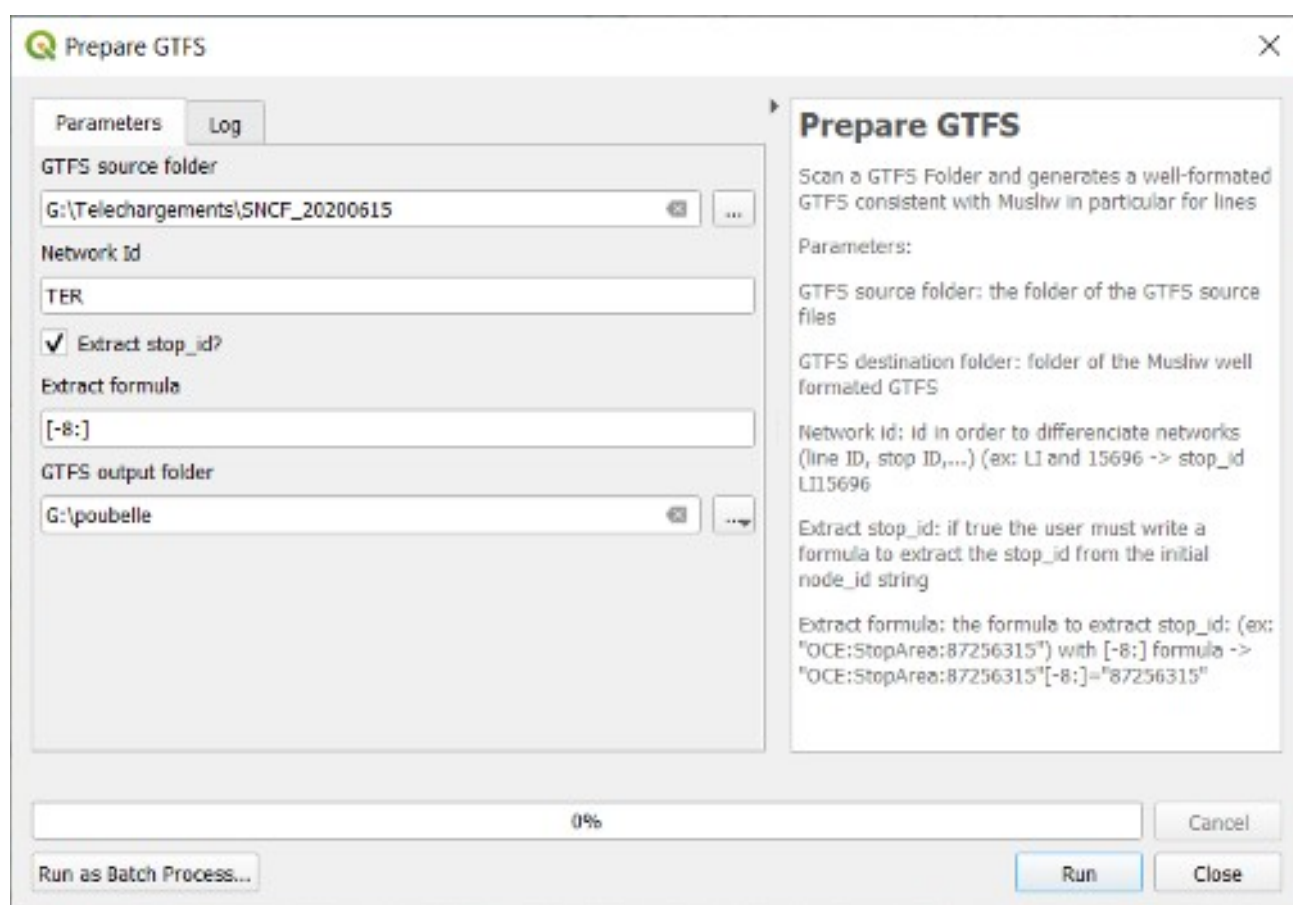 Prepare GTFS
Parameters
Log
GTFS source folder
G:\Telechargements\SNCF_20200615
...
Network Id
TER
Extract stop_id?
Extract formula
[-8:]
GTFS output folder
G:\poubelle
...
Prepare GTFS
Scan a GTFS Folder and generates a well-formated
GTFS consistent with Musliw in particular for lines
Parameters:
GTFS source folder: the folder of the GTFS source
files
GTFS destination folder: folder of the Musliw well
formated GTFS
Network id: id in order to differenciate networks
(line ID, stop ID,...) (ex: LI and 15696 -> stop_id
LI15696
Extract stop_id: if true the user must write a
formula to extract the stop_id from the initial
node_id string
Extract formula: the formula to extract stop_id: (ex:
"OCE:StopArea:87256315") with [-8:] formula ->
"OCE:StopArea:87256315"[-8:]="87256315"
0%
Cancel
Run as Batch Process...
Run
Close